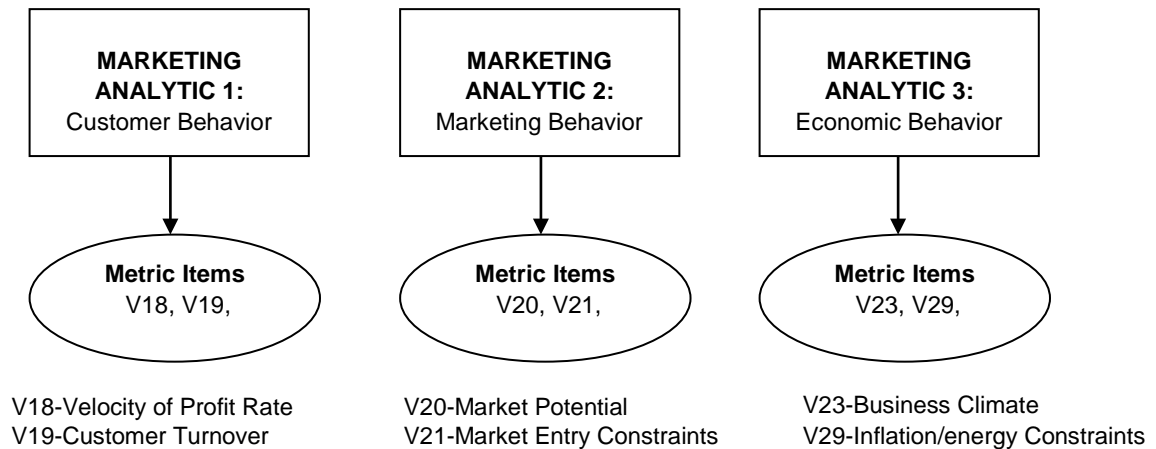 MARKETING
ANALYTIC 1:
Customer Behavior
MARKETING
ANALYTIC 2:
Marketing Behavior
MARKETING
ANALYTIC 3:
Economic Behavior
Metric Items
V18, V19,
Metric Items
V20, V21,
Metric Items
V23, V29,
V18-Velocity of Profit Rate
V19-Customer Turnover
V20-Market Potential
V21-Market Entry Constraints
V23-Business Climate
V29-Inflation/energy Constraints